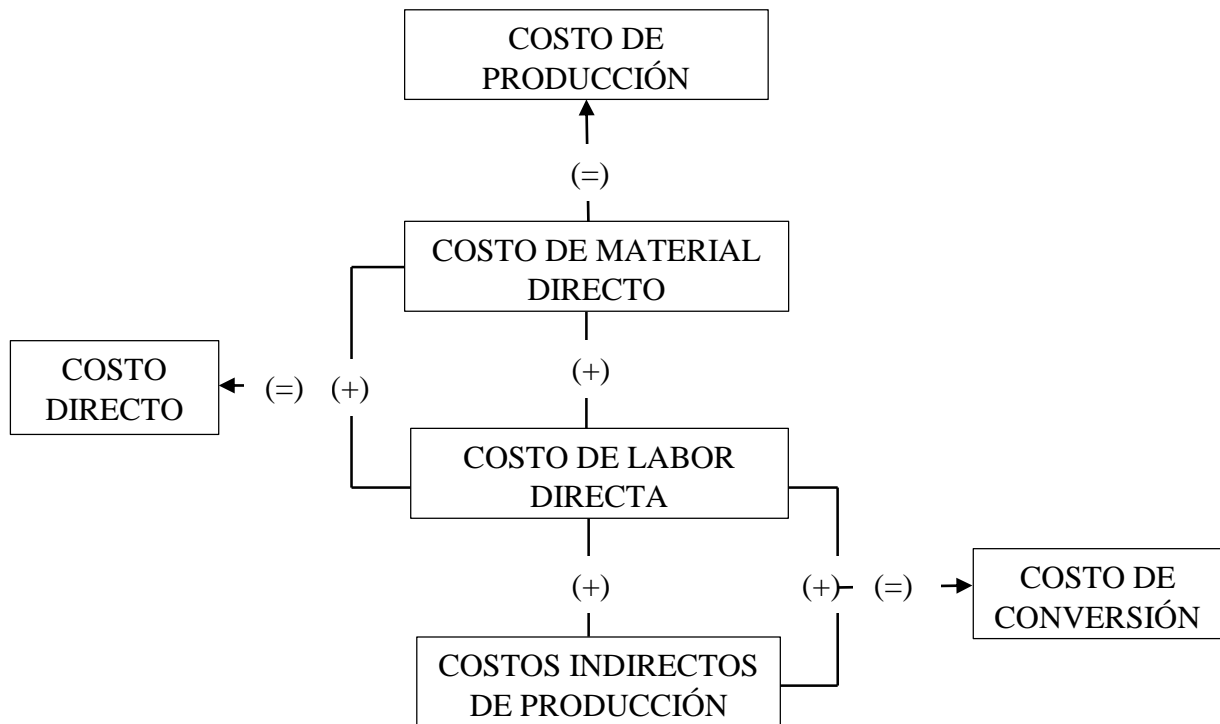 COSTO DE
PRODUCCIÓN
(=)
COSTO DE MATERIAL
DIRECTO
COSTO
DIRECTO
(=)
(+)
(+)
COSTO DE LABOR
DIRECTA
(+)
(+)
(=)
COSTO DE
CONVERSIÓN
COSTOS INDIRECTOS
DE PRODUCCIÓN